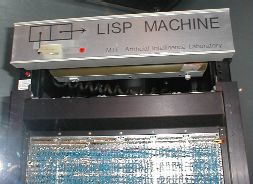 LISP MACHINE
M.I.T. Artificial Intelligence Laboratory